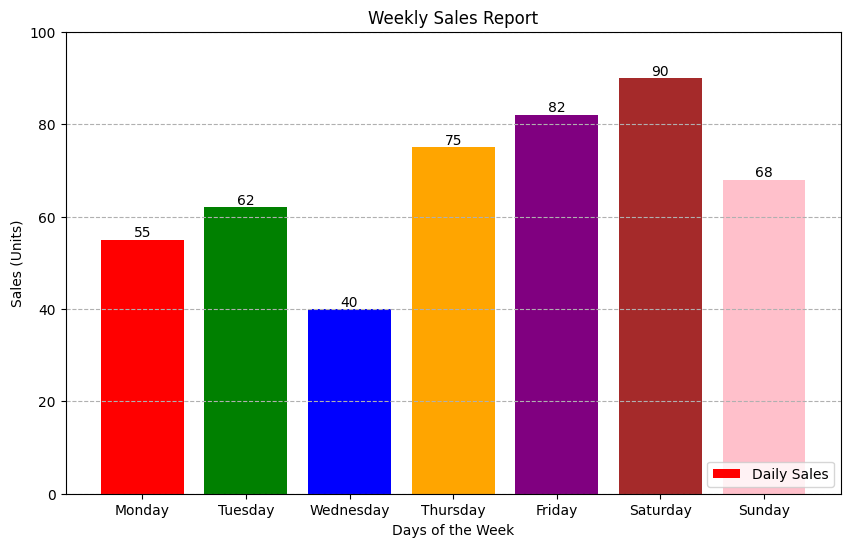 Weekly Sales Report
100
80
60
40
20
0
Sales (Units)
55
62
40
75
82
90
68
Monday
Tuesday
Wednesday
Thursday
Friday
Saturday
Sunday
Days of the Week
Daily Sales